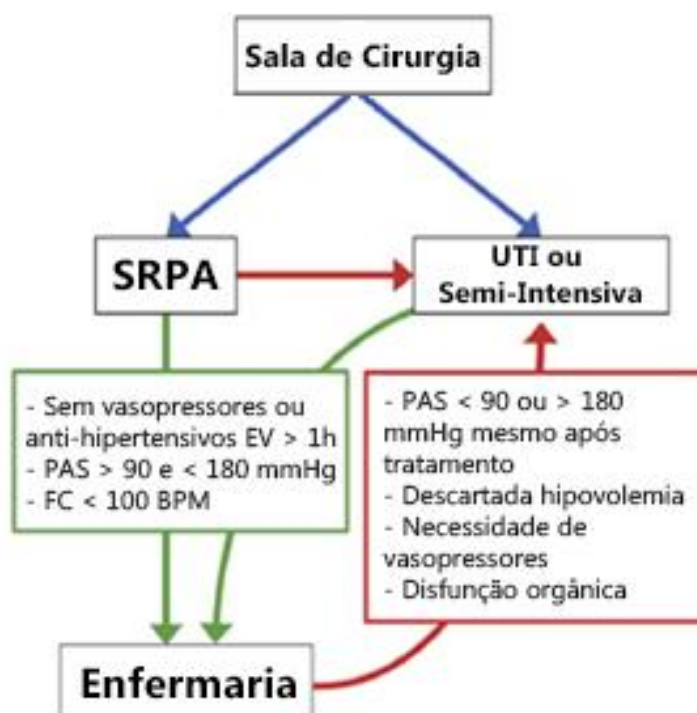 Sala de Cirurgia
SRPA
UTI ou
Semi-Intensiva
- Sem vasopressores ou
anti-hipertensivos EV > 1h
- PAS > 90 e < 180 mmHg
- FC < 100 BPM
- PAS < 90 ou > 180
mmHg mesmo após
tratamento
- Descartada hipovolemia
- Necessidade de
vasopressores
- Disfunção orgânica
Enfermaria